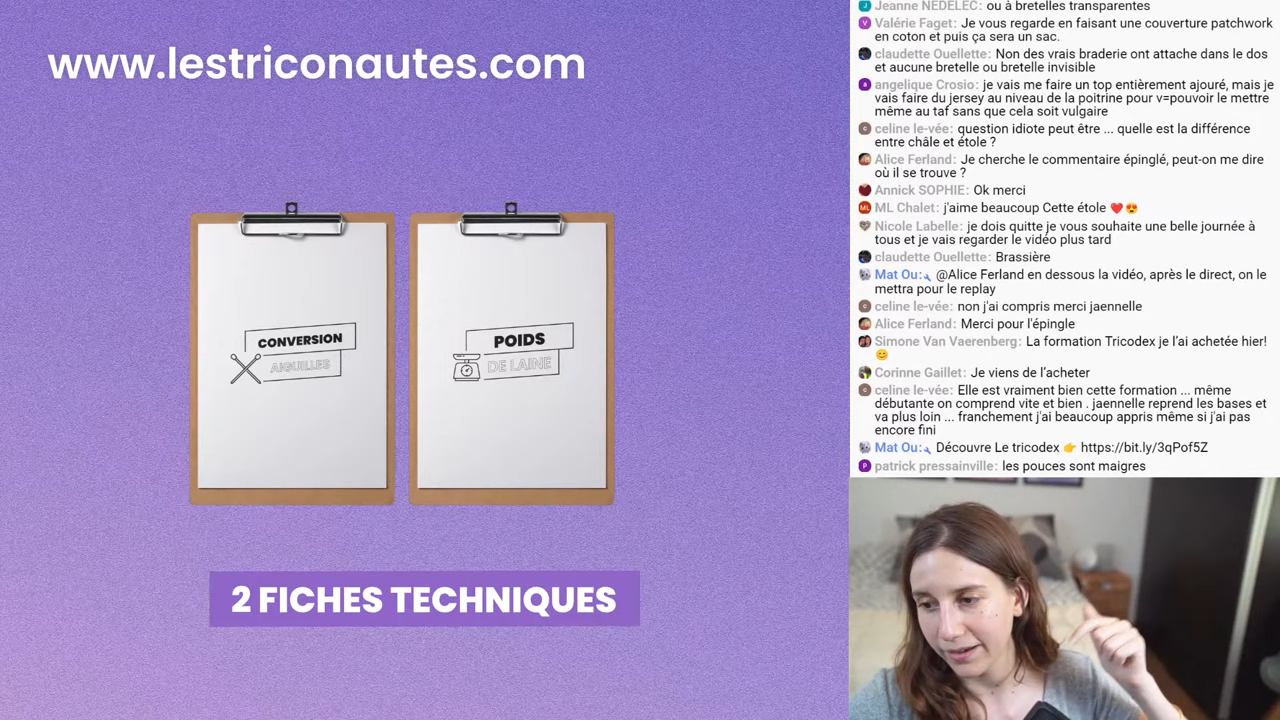 www.lestriconautes.com
CONVERSION
AIGUILLES
POIDS
DE LAINE
2 FICHES TECHNIQUES
Jeanne NEDELEC: ou à bretelles transparentes
Valérie Faget: Je vous regarde en faisant une couverture patchwork
en coton et puis ça sera un sac.
claudette Ouellette: Non des vrais braderie ont attache dans le dos
et aucune bretelle ou bretelle invisible
angelique Crosio: je vais me faire un top entièrement ajouré, mais je
vais faire du jersey au niveau de la poitrine pour v=pouvoir le mettre
même au taf sans que cela soit vulgaire
celine le-vée: question idiote peut être ... quelle est la différence
entre châle et étole ?
Alice Ferland: Je cherche le commentaire épinglé, peut-on me dire
où il se trouve ?
Annick SOPHIE: Ok merci
ML Chalet: j'aime beaucoup Cette étole ❤️😍
Nicole Labelle: je dois quitte je vous souhaite une belle journée à
tous et je vais regarder le vidéo plus tard
claudette Ouellette: Brassière
Mat Ou: @Alice Ferland en dessous la vidéo, après le direct, on le
mettra pour le replay
celine le-vée: non j'ai compris merci jaennelle
Alice Ferland: Merci pour l'épingle
Simone Van Vaerenberg: La formation Tricodex je l'ai achetée hier!
😊
Corinne Gaillet: Je viens de l'acheter
celine le-vée: Elle est vraiment bien cette formation ... même
débutante on comprend vite et bien . jaennelle reprend les bases et
va plus loin ... franchement j'ai beaucoup appris même si j'ai pas
encore fini
Mat Ou: Découvre Le tricodex 👉 https://bit.ly/3qPof5Z
patrick pressainville: les pouces sont maigres